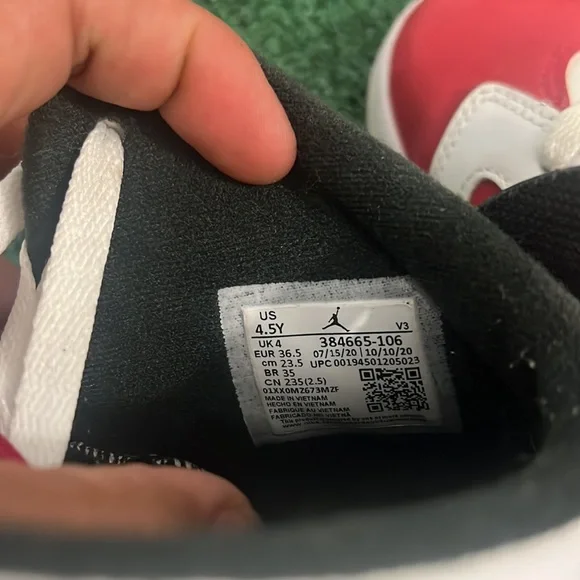 US
4.5Y V3
UK 4 384665-106
EUR 36.5 07/15/20 | 10/10/20
cm 23.5 UPC 00194501205023
BR 35
CN 235(2.5)
01XX0MZ673MZF
MADE IN VIETNAM
HECHO EN VIETNAM
FABRIQUE AU VIETNAM
FABRICADO NO VIETNAM